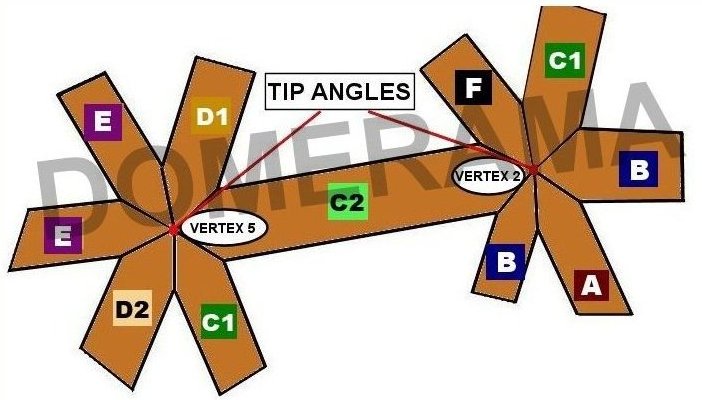 C1
F
TIP ANGLES
E
D1
DOMERAMA
B
VERTEX 2
C2
VERTEX 5
E
B
A
D2
C1